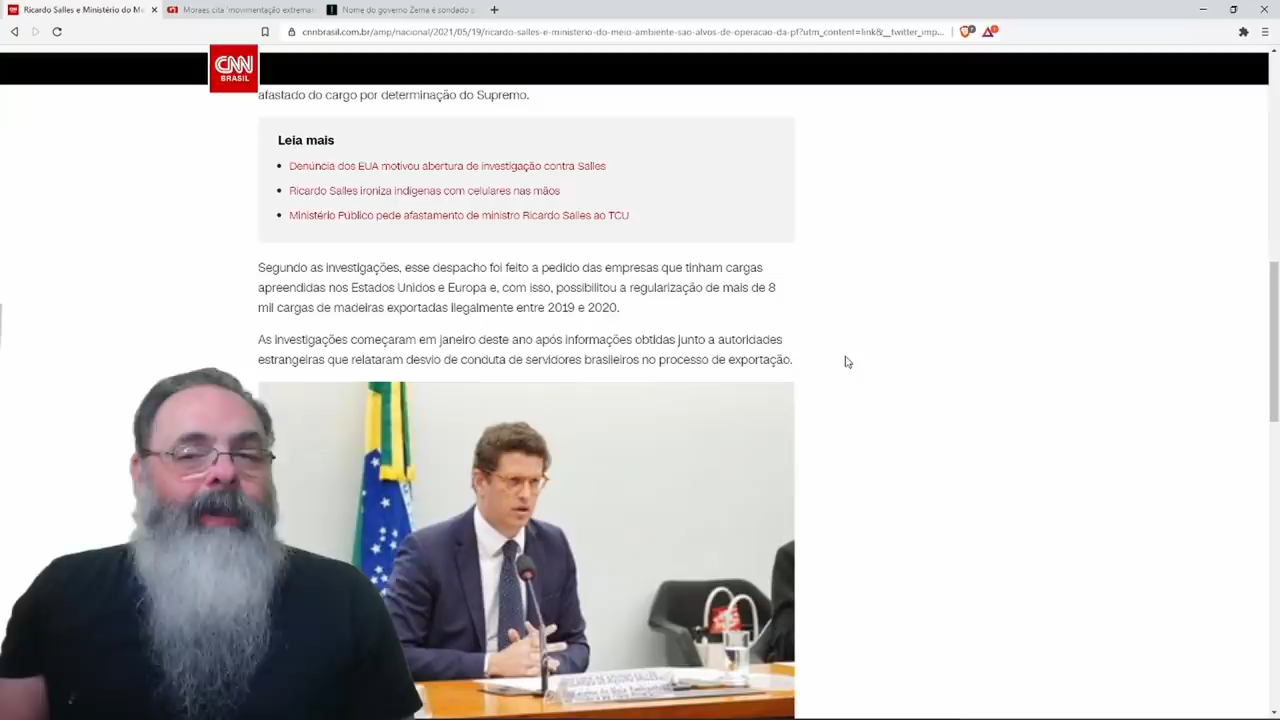 Ricardo Salles e Ministério do Me
Moraes cita 'movimentação extrema
Nome do governo Zema é sondado p
cnnbrasil.com.br/amp/nacional/2021/05/19/ricardo-salles-e-ministerio-do-meio-ambiente-sao-alvos-de-operacao-da-pf?utm_content=link&__twitter_imp...
CNN
BRASIL
afastado do cargo por determinação do Supremo.
Leia mais
Denúncia dos EUA motivou abertura de investigação contra Salles
Ricardo Salles ironiza indígenas com celulares nas mãos
Ministério Público pede afastamento de ministro Ricardo Salles ao TCU
Segundo as investigações, esse despacho foi feito a pedido das empresas que tinham cargas
apreendidas nos Estados Unidos e Europa e, com isso, possibilitou a regularização de mais de 8
mil cargas de madeiras exportadas ilegalmente entre 2019 e 2020.
As investigações começaram em janeiro deste ano após informações obtidas junto a autoridades
estrangeiras que relataram desvio de conduta de servidores brasileiros no processo de exportação.
RICARDO DE AQUINO SALLES